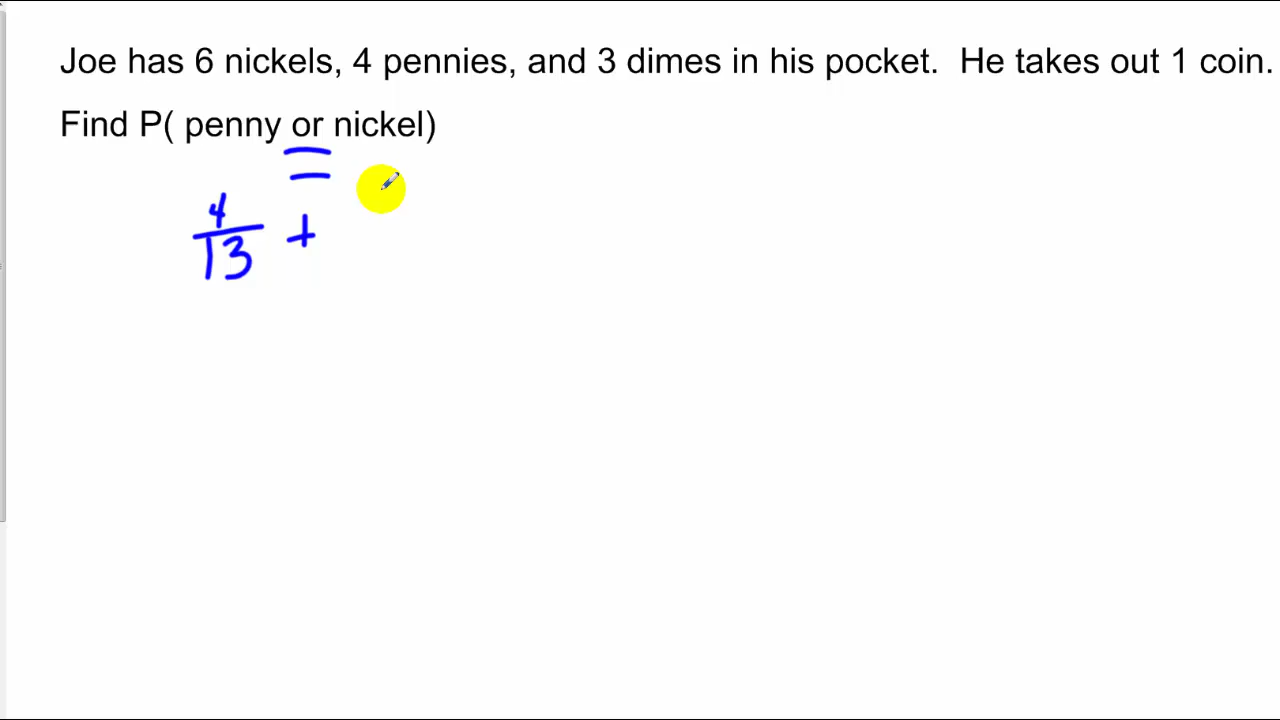 Joe has 6 nickels, 4 pennies, and 3 dimes in his pocket.  He takes out 1 coin.
Find P( penny or nickel)
4
13 +